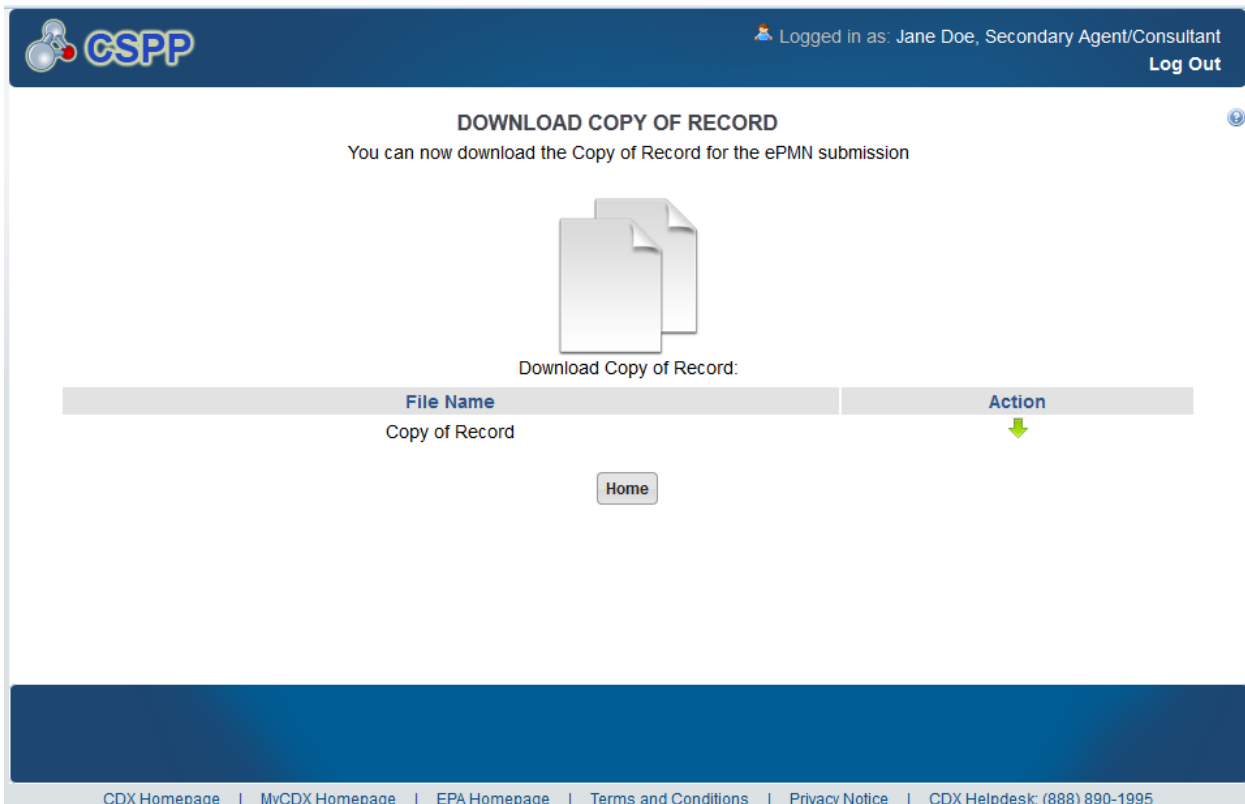 CSPP
Logged in as: Jane Doe, Secondary Agent/Consultant
Log Out
DOWNLOAD COPY OF RECORD
You can now download the Copy of Record for the ePMN submission
Download Copy of Record:
File Name Action
Copy of Record
Home
CDX Homepage | MyCDX Homepage | EPA Homepage | Terms and Conditions | Privacy Notice | CDX Helpdesk: (888) 890-1995